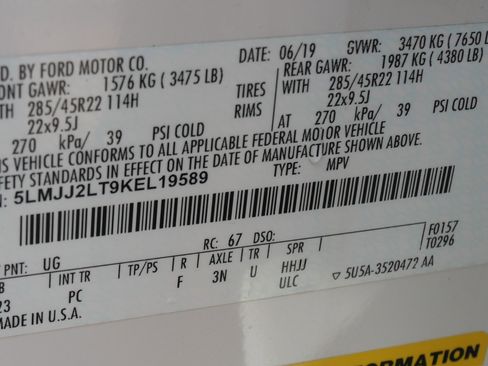 D. BY FORD MOTOR CO.
DATE: 06/19 GVWR: 3470 KG (7650 L
ONT GAWR: 1576 KG (3475 LB) REAR GAWR: 1987 KG (4380 LB)
WITH 285/45R22 114H TIRES WITH 285/45R22 114H
22x9.5J RIMS 22x9.5J
270 kPa/ 39 PSI COLD AT 270 kPa/ 39 PSI COLD
IS VEHICLE CONFORMS TO ALL APPLICABLE FEDERAL MOTOR VEHICLE
FETY STANDARDS IN EFFECT ON THE DATE OF MANUFACTURE SHOWN ABOVE.
N: 5LMJJ2LT9KEL19589 TYPE: MPV
F0157
T0296
PNT: UG RC: 67 DSO:
B INT TR TP/PS R AXLE TR SPR
23 PC F 3N U HHJJ ▽ 5U5A-3520472 AA
ULC
MADE IN U.S.A.
FORMATION